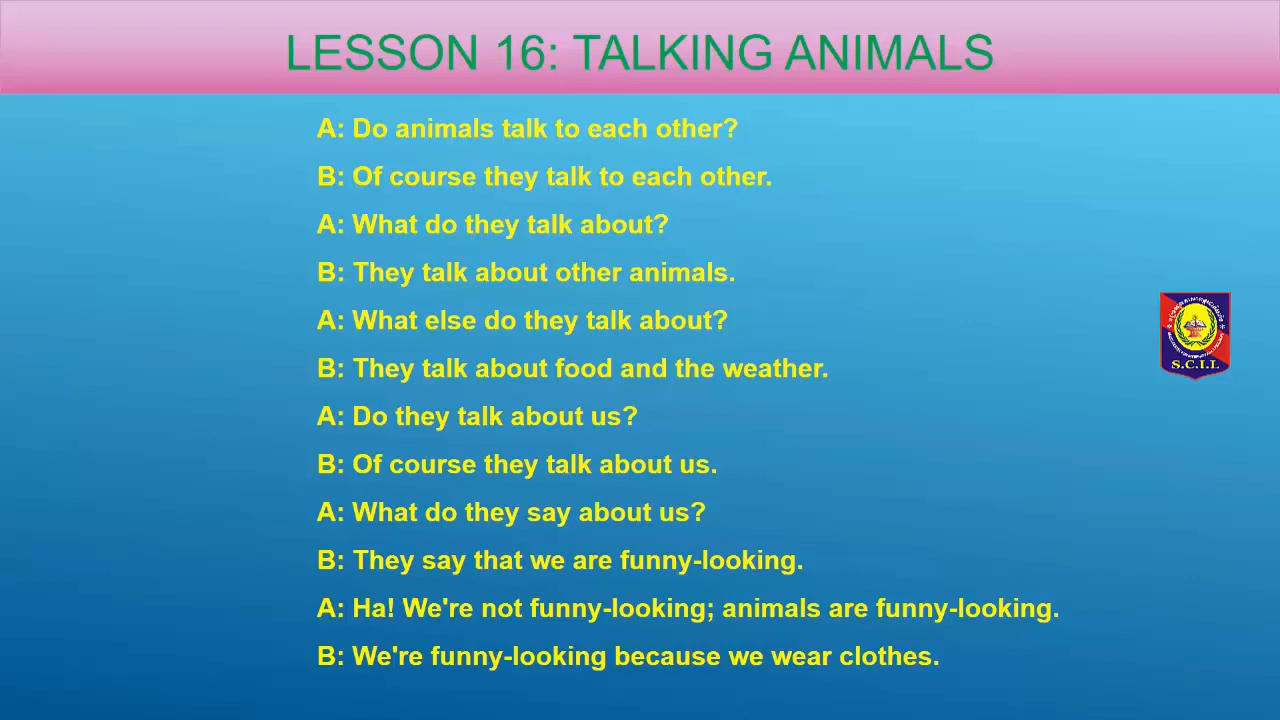 LESSON 16: TALKING ANIMALS
A: Do animals talk to each other?
B: Of course they talk to each other.
A: What do they talk about?
B: They talk about other animals.
A: What else do they talk about?
B: They talk about food and the weather.
A: Do they talk about us?
B: Of course they talk about us.
A: What do they say about us?
B: They say that we are funny-looking.
A: Ha! We're not funny-looking; animals are funny-looking.
B: We're funny-looking because we wear clothes.
S.C.I.L